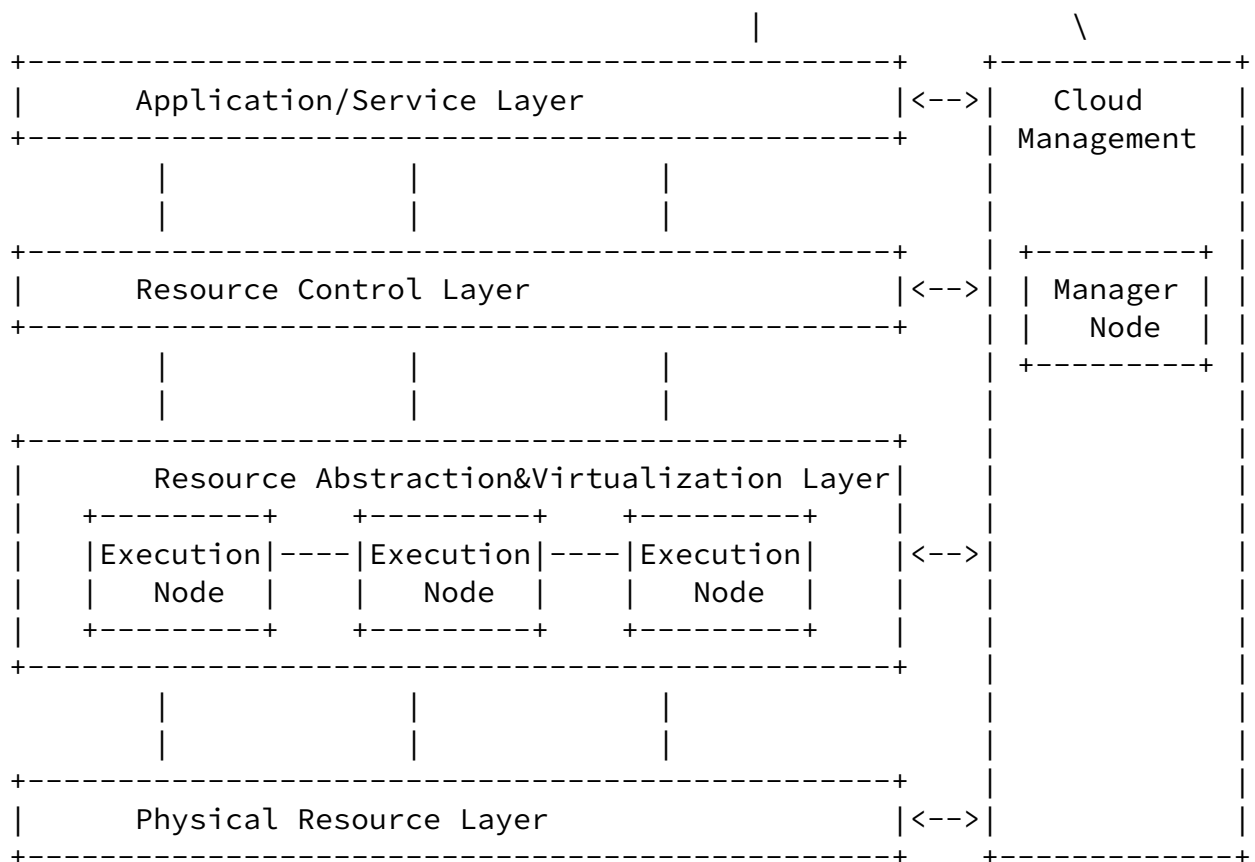 Application/Service Layer <--> Cloud
Management
Resource Control Layer <--> Manager
Node
Resource Abstraction&Virtualization Layer
Execution Execution Execution <-->
Node Node Node
Physical Resource Layer <-->